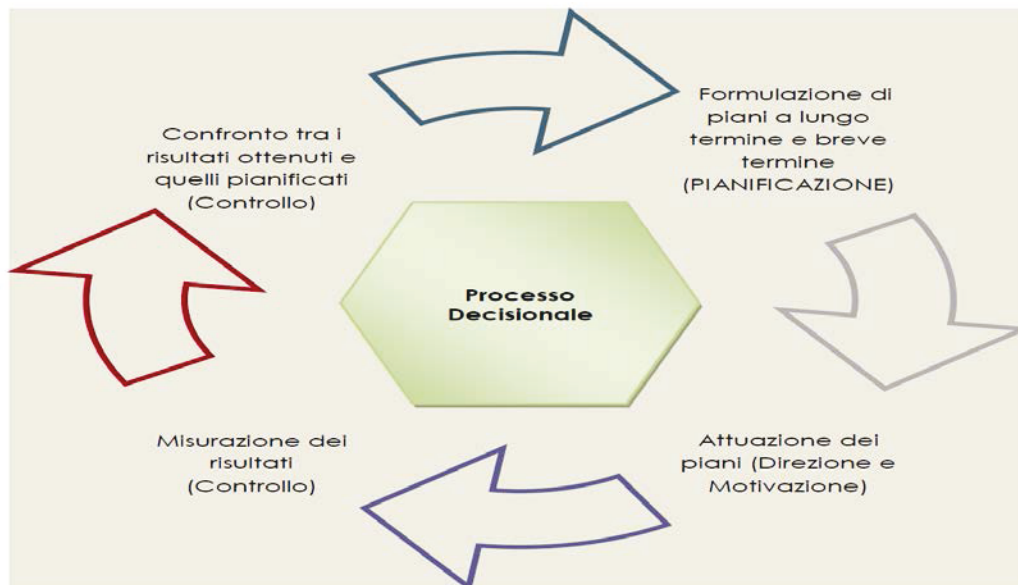 Formulazione di
piani a lungo
termine e breve
termine
(PIANIFICAZIONE)
Attuazione dei
piani (Direzione e
Motivazione)
Misurazione dei
risultati
(Controllo)
Confronto tra i
risultati ottenuti e
quelli pianificati
(Controllo)
Processo
Decisionale